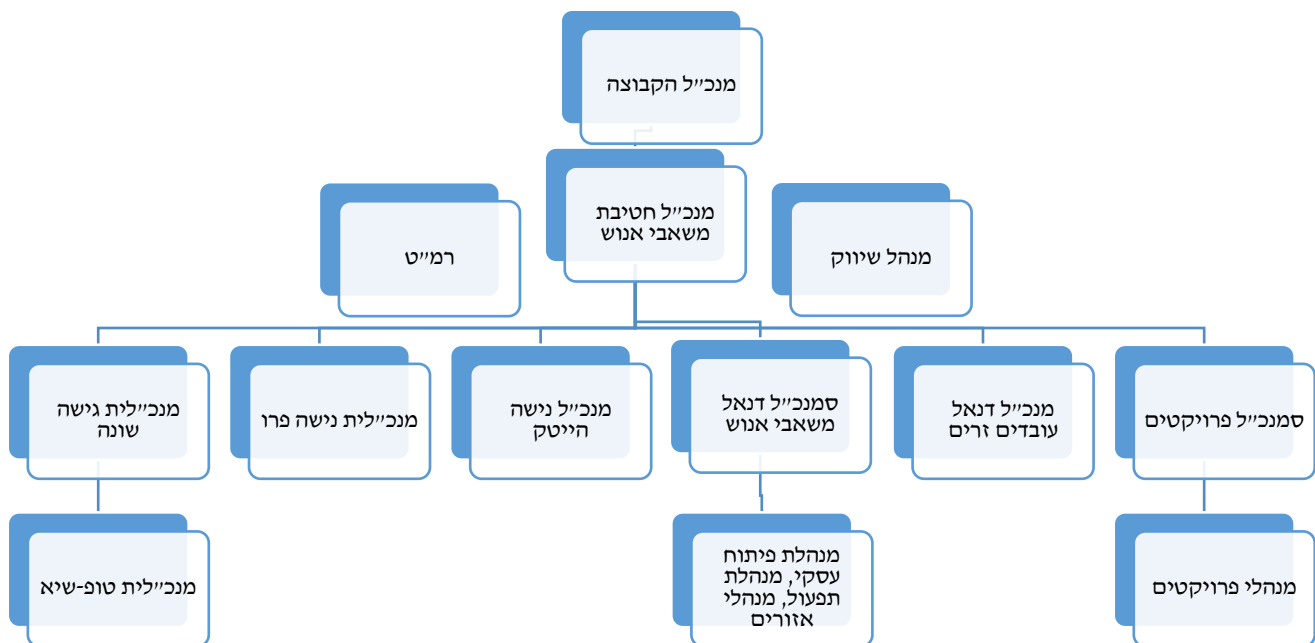 מנכ״ל הקבוצה
מנכ״ל חטיבת
משאבי אנוש
מנהל שיווק
רמ״ט
סמנכ״ל פרויקטים
מנכ״ל דנאל
עובדים זרים
סמנכ״ל דנאל
משאבי אנוש
מנכ״ל נישה
הייטק
מנכ״לית נישה פרו
מנכ״לית גישה
שונה
מנהלי פרויקטים
מנהלת פיתוח
עסקי, מנהלת
תפעול, מנהלי
אזורים
מנכ״לית טופ-שיא